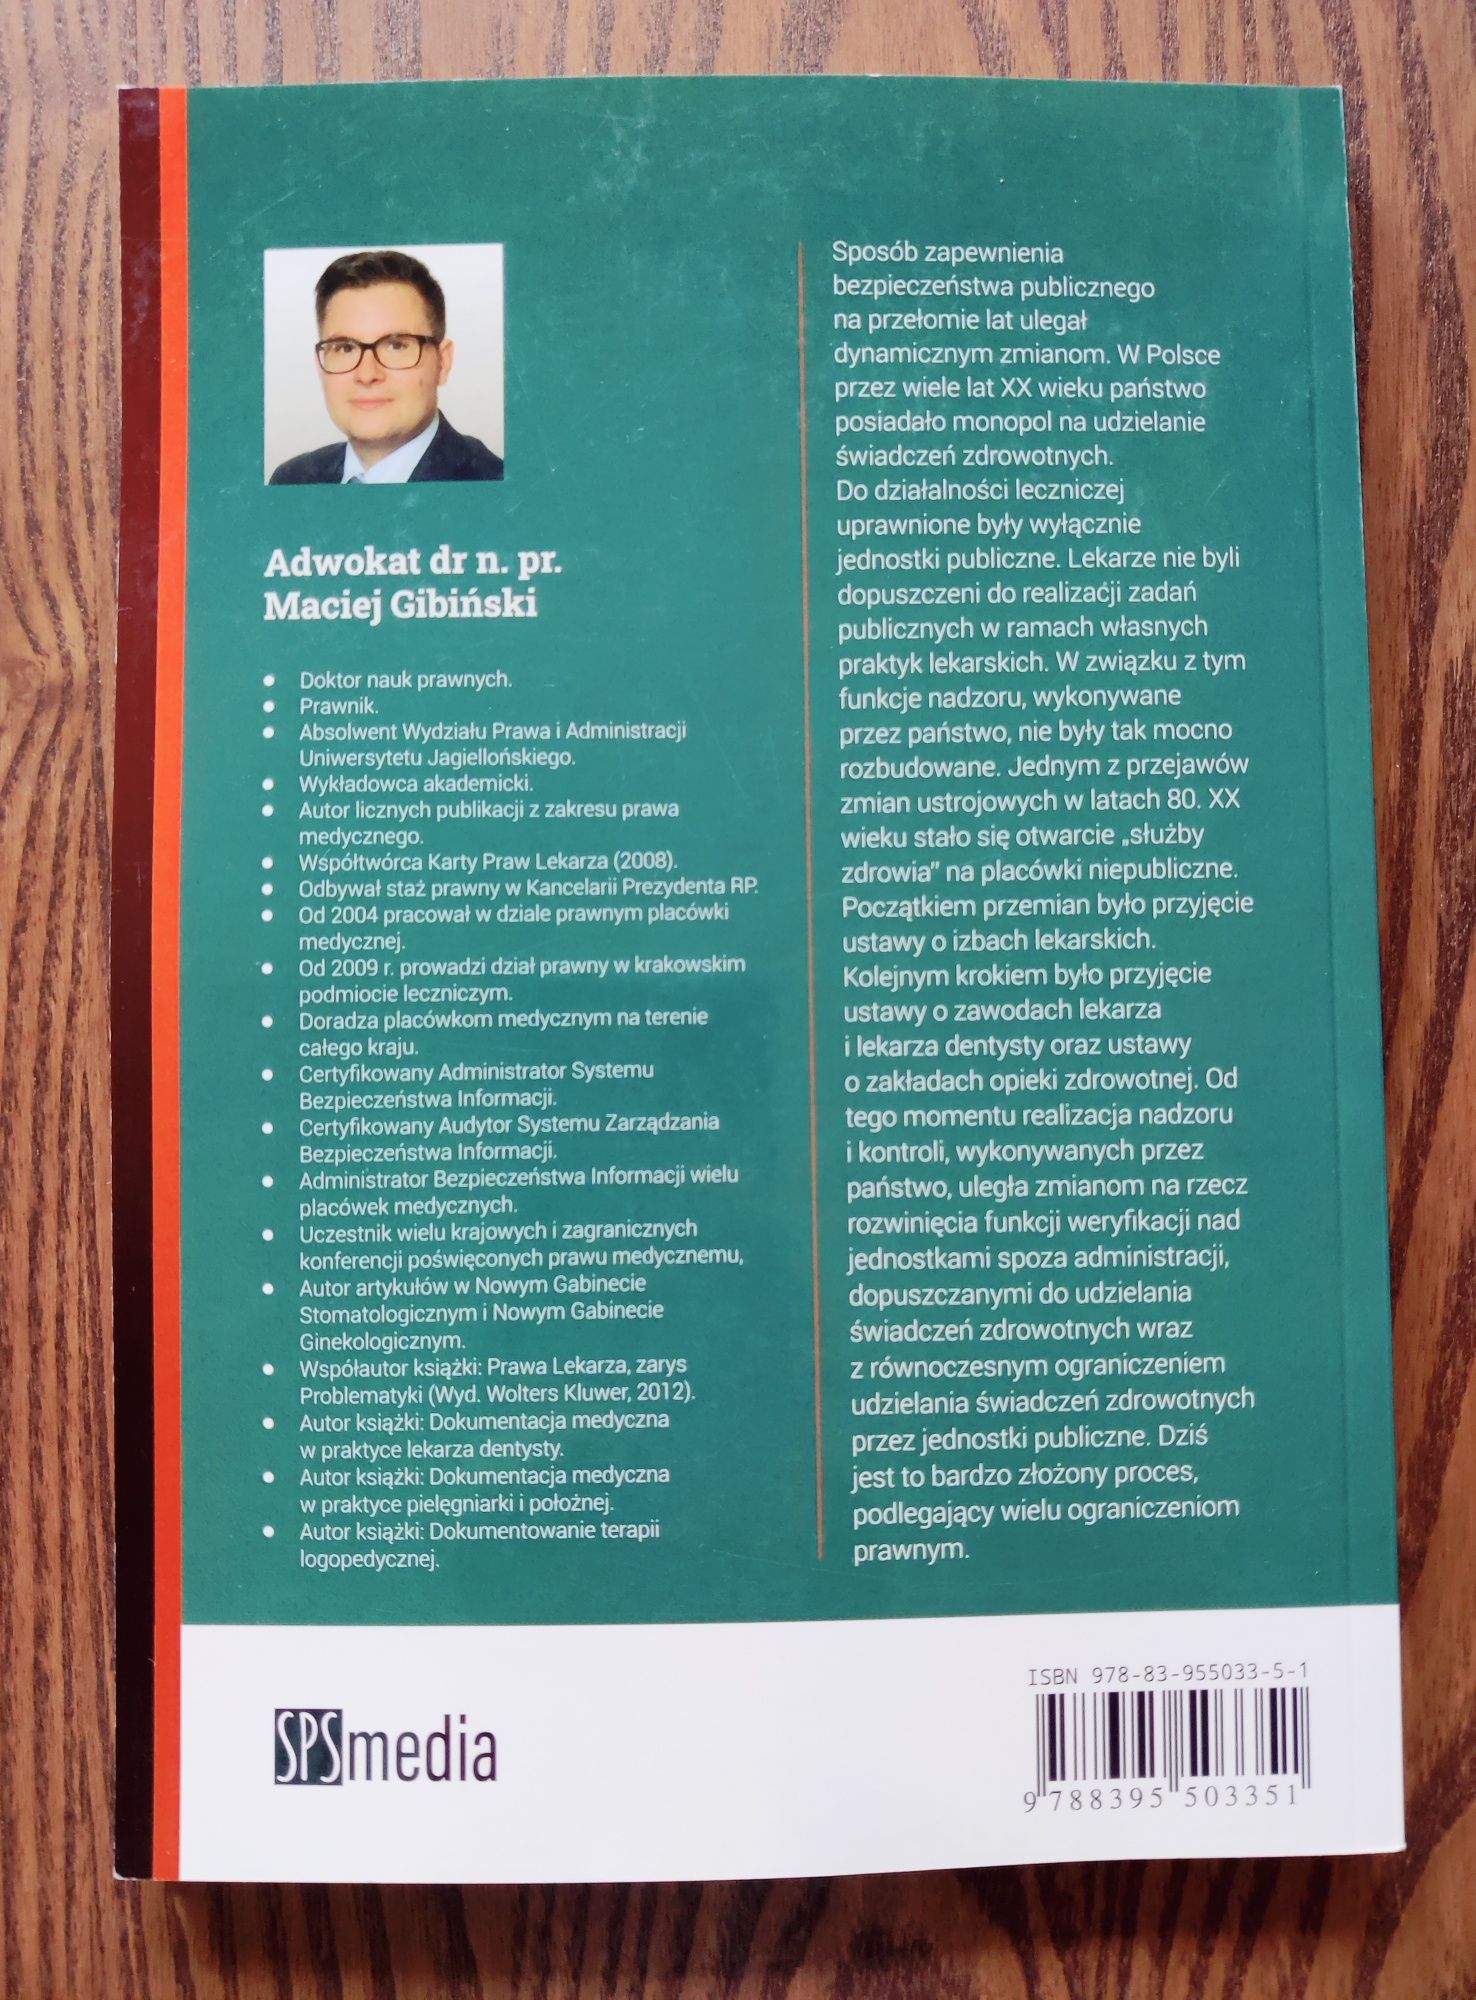 Adwokat dr n. pr.
Maciej Gibiński
• Doktor nauk prawnych.
• Prawnik.
• Absolwent Wydziału Prawa i Administracji
Uniwersytetu Jagiellońskiego.
• Wykładowca akademicki.
• Autor licznych publikacji z zakresu prawa
medycznego.
• Współtwórca Karty Praw Lekarza (2008).
• Odbywał staż prawny w Kancelarii Prezydenta RP.
• Od 2004 pracował w dziale prawnym placówki
medycznej.
• Od 2009 r. prowadzi dział prawny w krakowskim
podmiocie leczniczym.
• Doradza placówkom medycznym na terenie
całego kraju.
• Certyfikowany Administrator Systemu
Bezpieczeństwa Informacji.
• Certyfikowany Audytor Systemu Zarządzania
Bezpieczeństwa Informacji.
• Administrator Bezpieczeństwa Informacji wielu
placówek medycznych.
• Uczestnik wielu krajowych i zagranicznych
konferencji poświęconych prawu medycznemu,
• Autor artykułów w Nowym Gabinecie
Stomatologicznym i Nowym Gabinecie
Ginekologicznym.
• Współautor książki: Prawa Lekarza, zarys
Problematyki (Wyd. Wolters Kluwer, 2012).
• Autor książki: Dokumentacja medyczna
w praktyce lekarza dentysty.
• Autor książki: Dokumentacja medyczna
w praktyce pielęgniarki i położnej.
• Autor książki: Dokumentowanie terapii
logopedycznej.
Sposób zapewnienia
bezpieczeństwa publicznego
na przełomie lat ulegał
dynamicznym zmianom. W Polsce
przez wiele lat XX wieku państwo
posiadało monopol na udzielanie
świadczeń zdrowotnych.
Do działalności leczniczej
uprawnione były wyłącznie
jednostki publiczne. Lekarze nie byli
dopuszczeni do realizacji zadań
publicznych w ramach własnych
praktyk lekarskich. W związku z tym
funkcje nadzoru, wykonywane
przez państwo, nie były tak mocno
rozbudowane. Jednym z przejawów
zmian ustrojowych w latach 80. XX
wieku stało się otwarcie „służby
zdrowia” na placówki niepubliczne.
Początkiem przemian było przyjęcie
ustawy o izbach lekarskich.
Kolejnym krokiem było przyjęcie
ustawy o zawodach lekarza
i lekarza dentysty oraz ustawy
o zakładach opieki zdrowotnej. Od
tego momentu realizacja nadzoru
i kontroli, wykonywanych przez
państwo, uległa zmianom na rzecz
rozwinięcia funkcji weryfikacji nad
jednostkami spoza administracji,
dopuszczanymi do udzielania
świadczeń zdrowotnych wraz
z równoczesnym ograniczeniem
udzielania świadczeń zdrowotnych
przez jednostki publiczne. Dziś
jest to bardzo złożony proces,
podlegający wielu ograniczeniom
prawnym.
SPSmedia
ISBN 978-83-955033-5-1
9 788395 503351